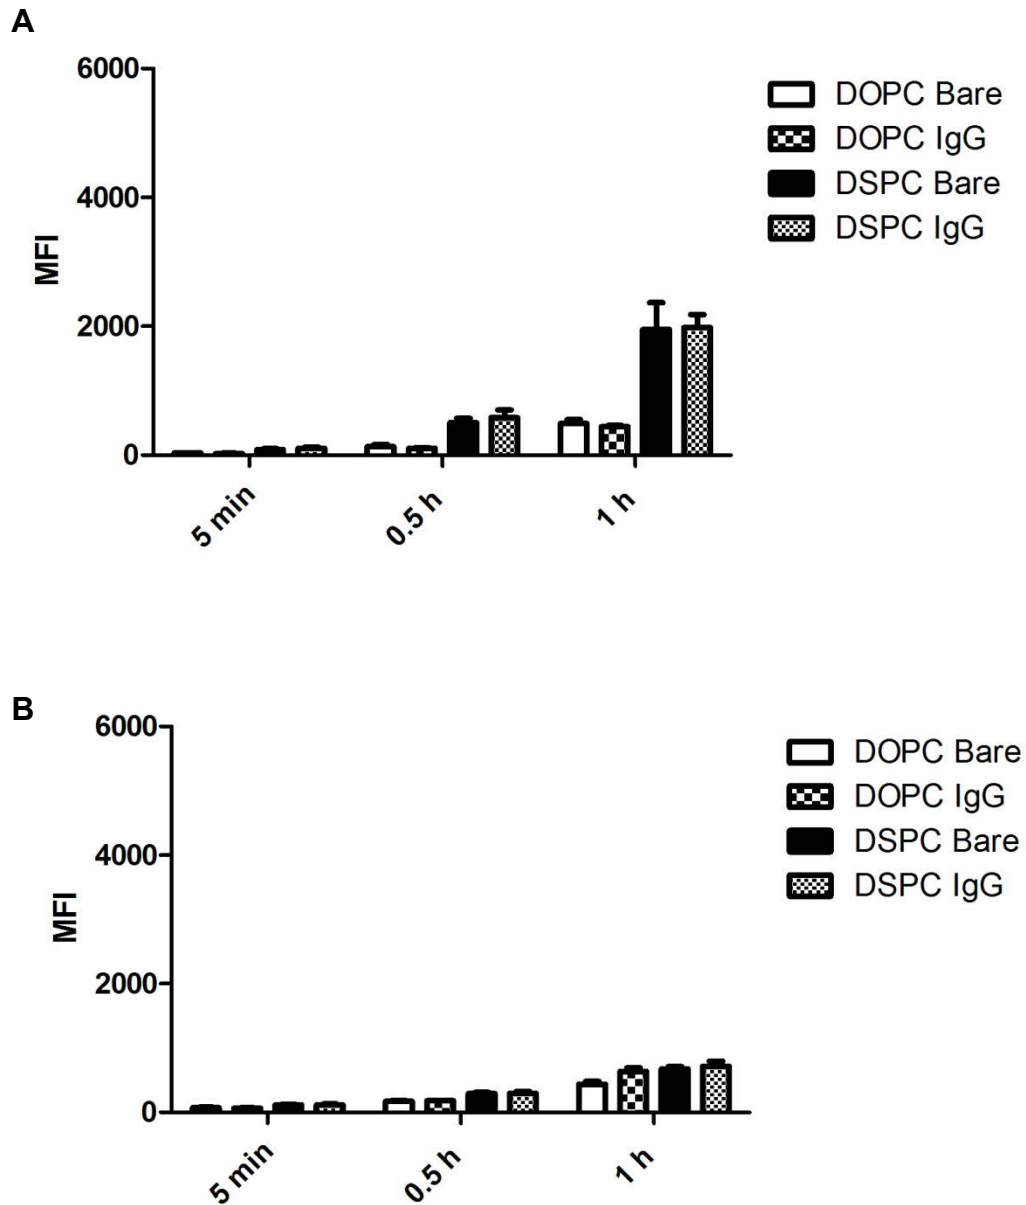 A
6000
4000
2000
0
MFI
5 min
0.5 h
1 h
DOPC Bare
DOPC IgG
DSPC Bare
DSPC IgG
B
6000
4000
2000
0
MFI
5 min
0.5 h
1 h
DOPC Bare
DOPC IgG
DSPC Bare
DSPC IgG